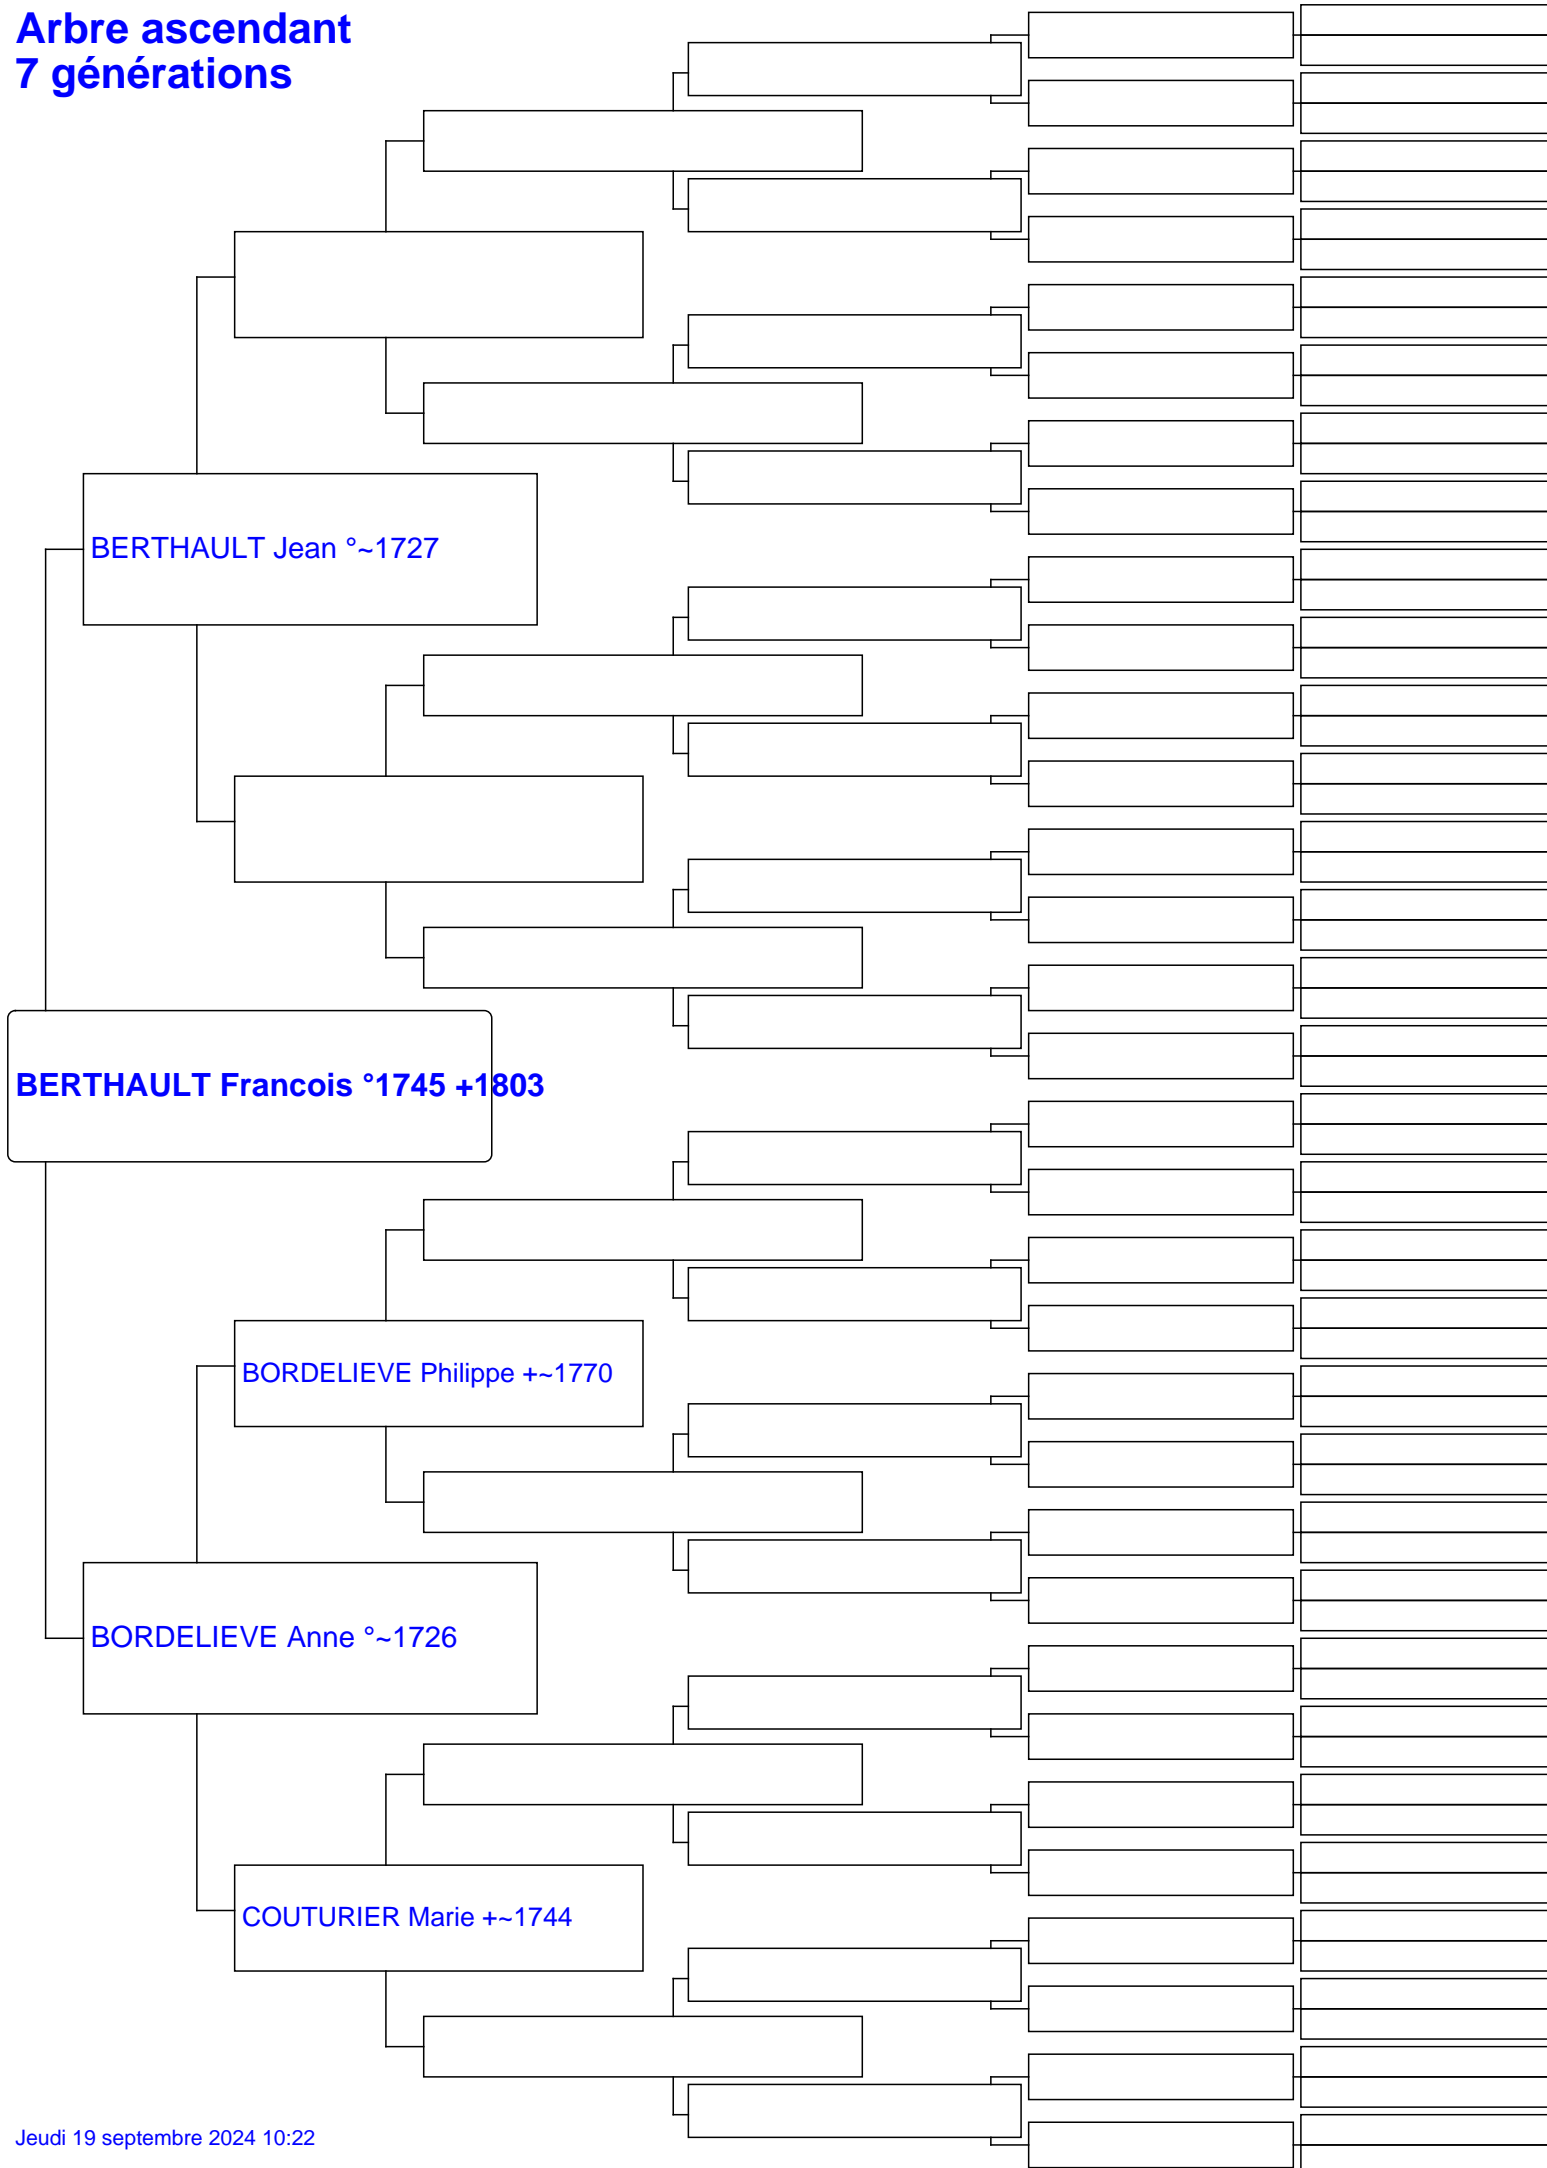 Arbre ascendant
7 générations
BERTHAULT Jean °~1727
BERTHAULT Francois °1745 +1803
BORDELIEVE Philippe +~1770
BORDELIEVE Anne °~1726
COUTURIER Marie +~1744
Jeudi 19 septembre 2024 10:22